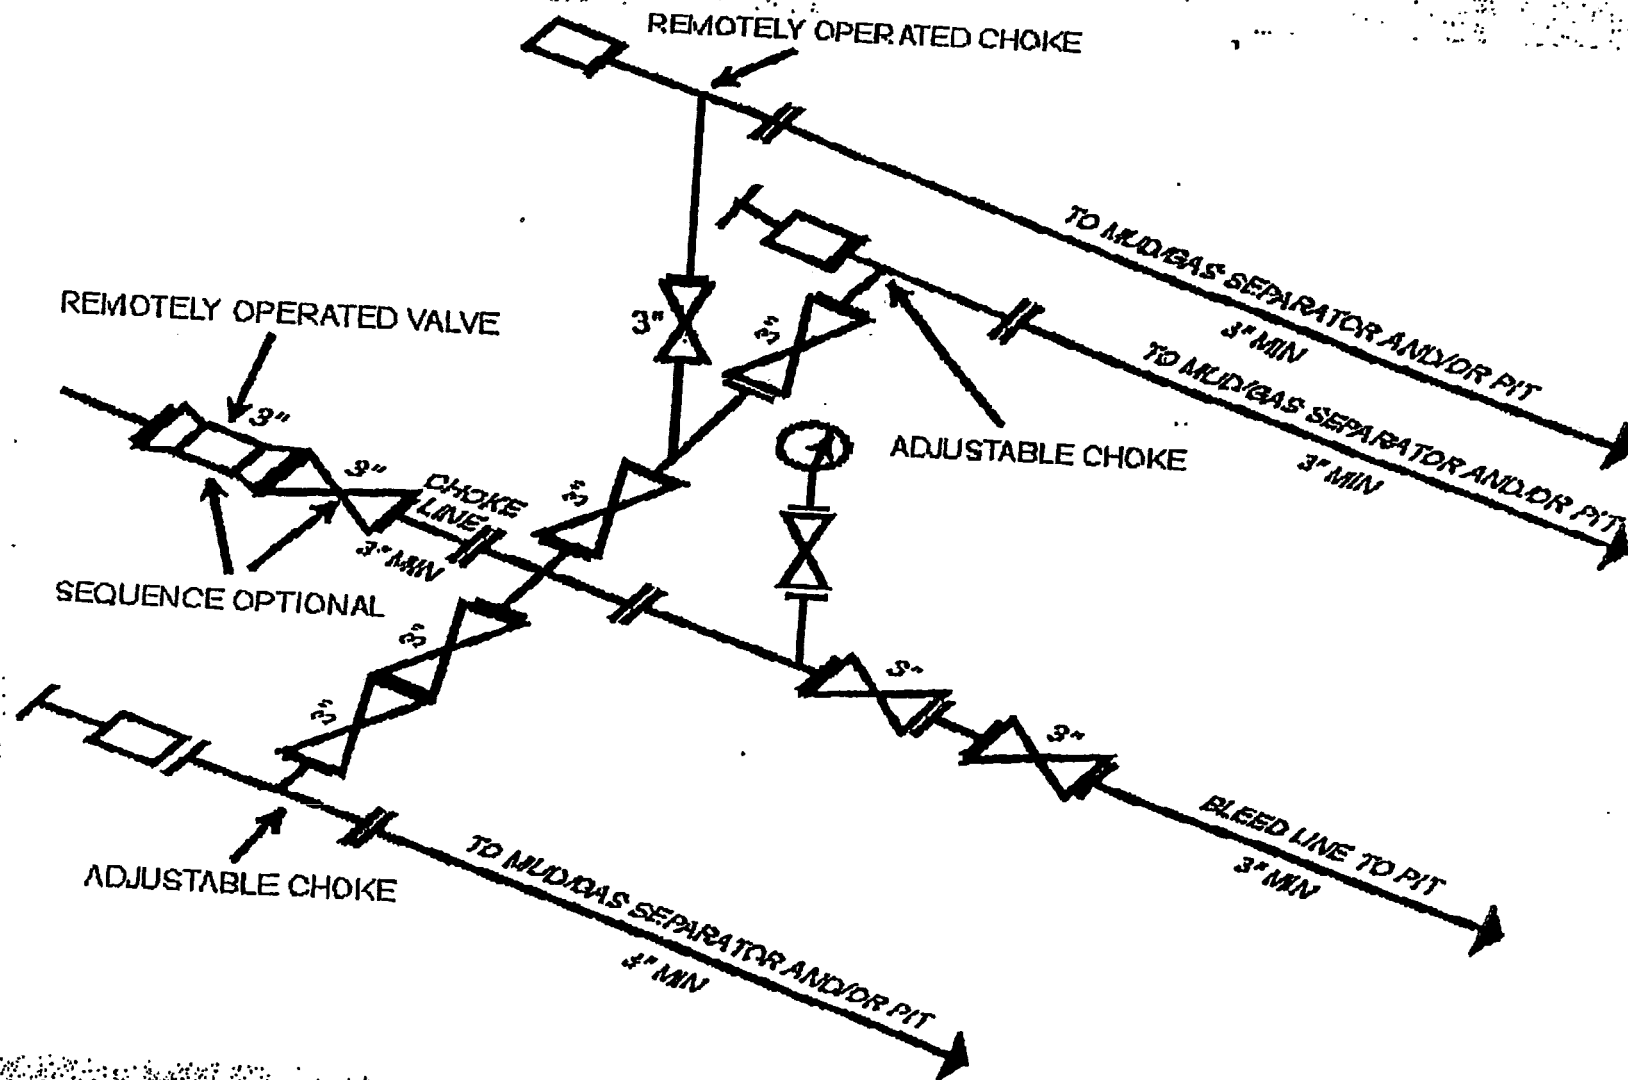 REMOTELY OPERATED CHOKE
TO MUD/GAS SEPARATOR AND/OR PIT
3" MIN
REMOTELY OPERATED VALVE
3"
3"
TO MUD/GAS SEPARATOR AND/OR PIT
3" MIN
ADJUSTABLE CHOKE
3"
3"
CHOKE
LINE
3" MIN
3"
SEQUENCE OPTIONAL
3"
3"
3"
3"
BLEED LINE TO PIT
3" MIN
ADJUSTABLE CHOKE
TO MUD/GAS SEPARATOR AND/OR PIT
MIN